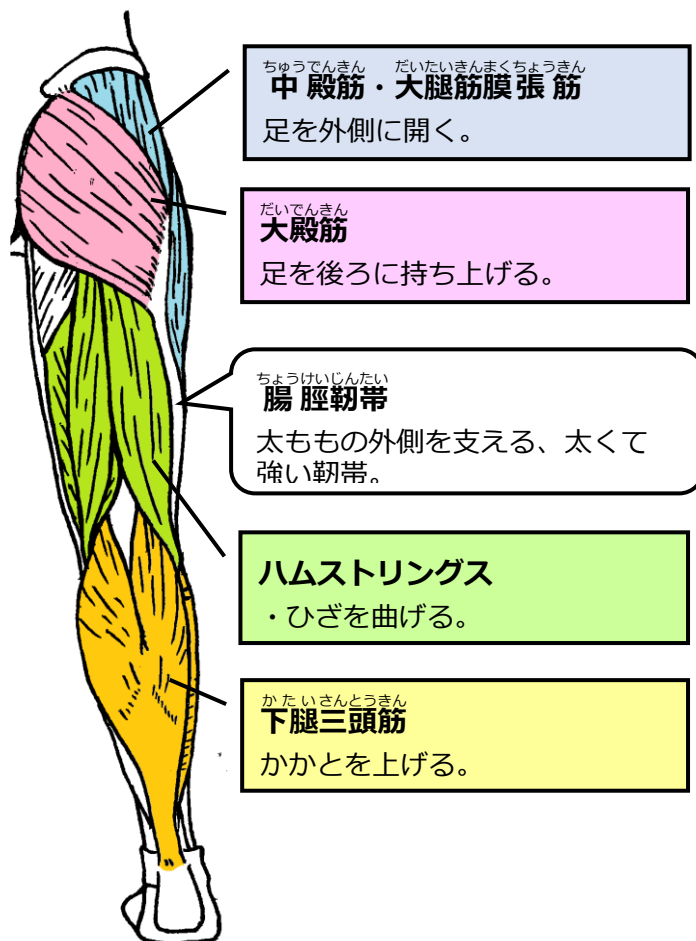 ちゅうでんきん だいたいきんまくちょうきん
中殿筋・大腿筋膜張筋
足を外側に開く。
だいでんきん
大殿筋
足を後ろに持ち上げる。
ちょうけいじんたい
腸脛靭帯
太ももの外側を支える、太くて
強い靭帯。
ハムストリングス
・ひざを曲げる。
かたいさんとうきん
下腿三頭筋
かかとを上げる。